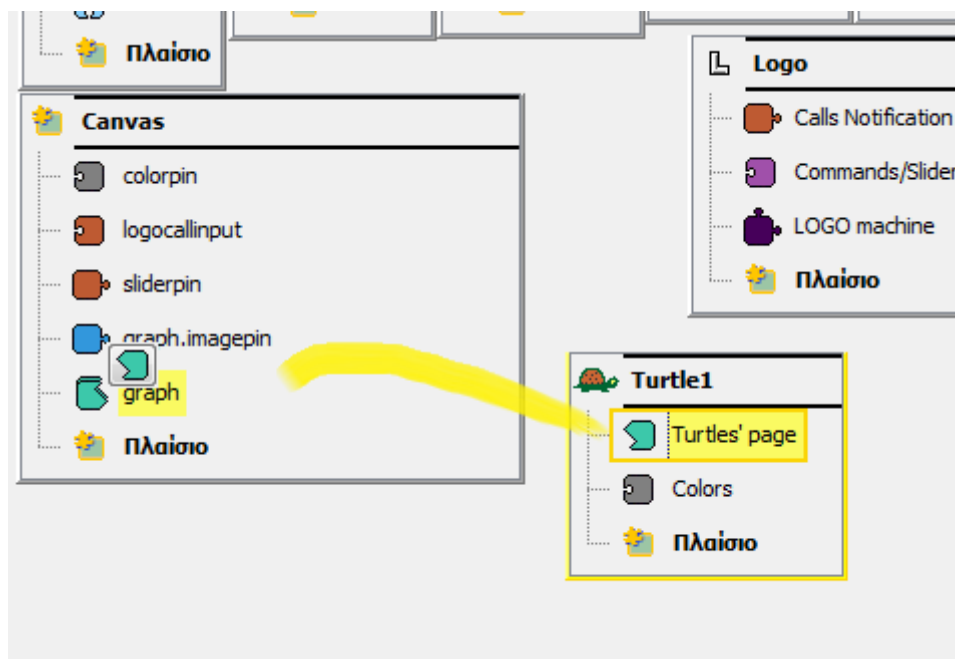 Πλαίσιο
Canvas
colorpin
logocallinput
sliderpin
graph.imagepin
graph
Πλαίσιο
Logo
Calls Notification
Commands/Slider
LOGO machine
Πλαίσιο
Turtle1
Turtles' page
Colors
Πλαίσιο